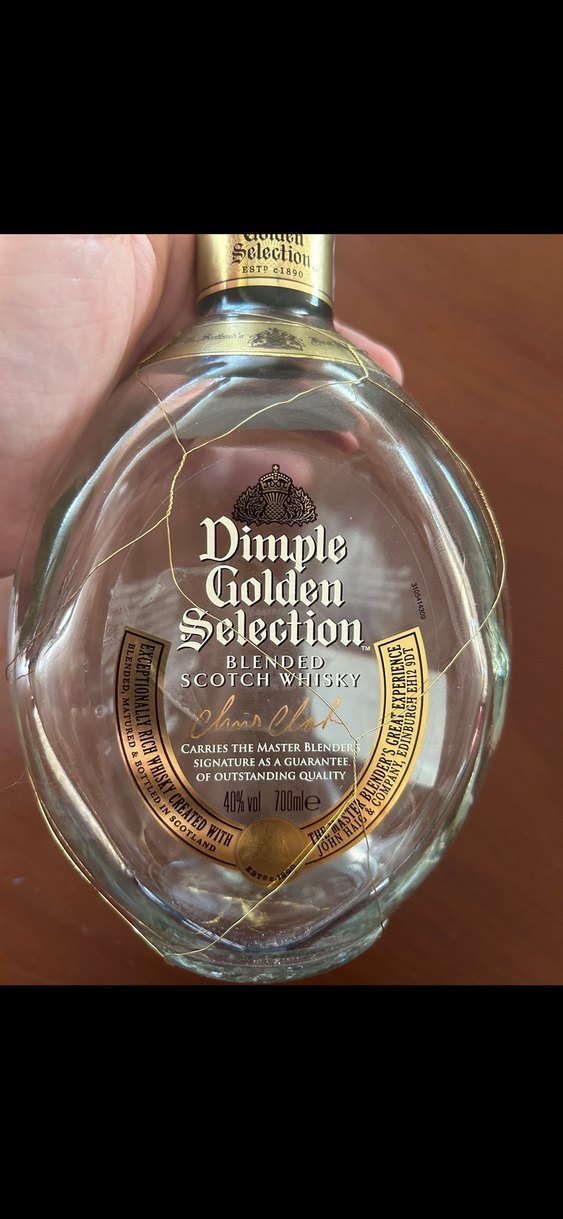 Golden
Selection
ESTD c1890
Dimple
Golden
Selection™
BLENDED
SCOTCH WHISKY
CARRIES THE MASTER BLENDER'S
SIGNATURE AS A GUARANTEE
OF OUTSTANDING QUALITY
40% vol 700ml e
EXCEPTIONALLY RICH WHISKY CREATED WITH
BLENDED, MATURED & BOTTLED IN SCOTLAND
THE MASTER BLENDER'S GREAT EXPERIENCE
JOHN HAIG & COMPANY, EDINBURGH EH12 9DT